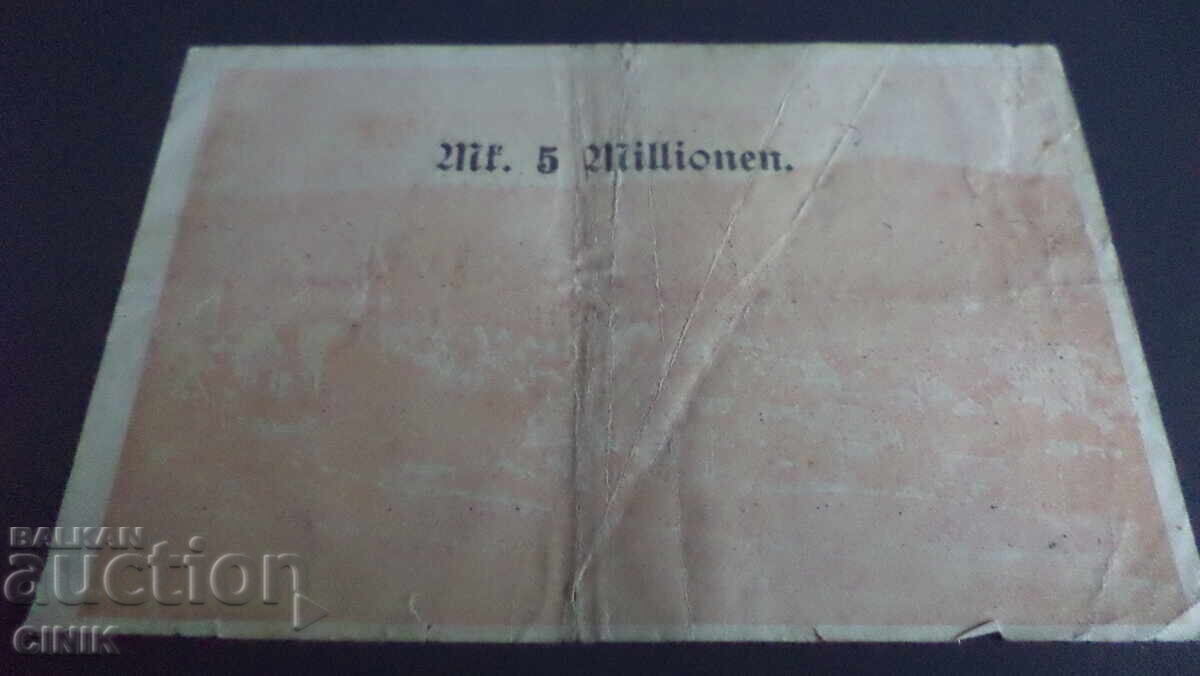 Mk. 5 Millionen.
BALKAN
auction
CINIK